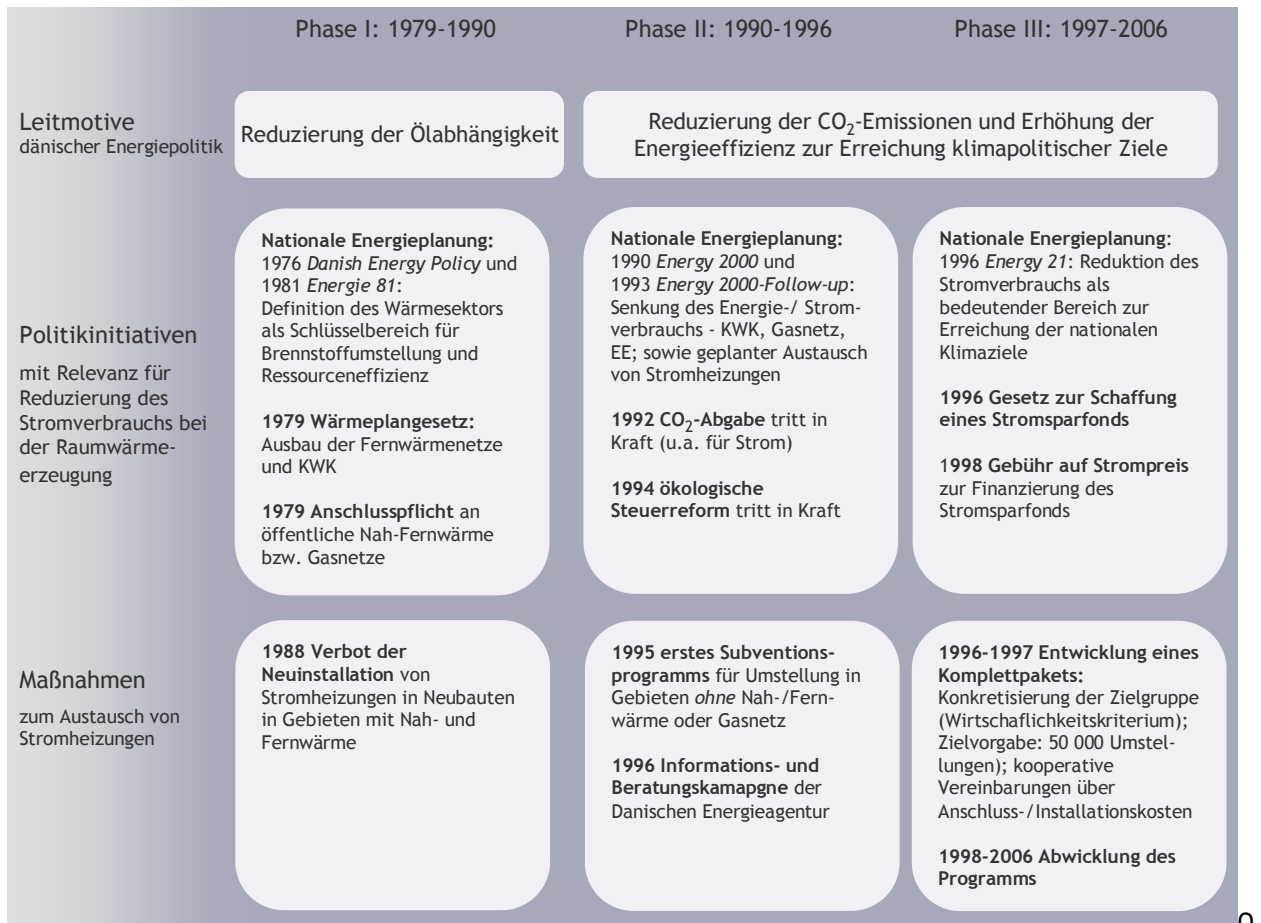 Phase I: 1979-1990
Phase II: 1990-1996
Phase III: 1997-2006
Leitmotive
dänischer Energiepolitik
Reduzierung der Ölabhängigkeit
Reduzierung der CO₂-Emissionen und Erhöhung der
Energieeffizienz zur Erreichung klimapolitischer Ziele
Politikinitiativen
mit Relevanz für
Reduzierung des
Stromverbrauchs bei
der Raumwärme-
erzeugung
Nationale Energieplanung:
1976 Danish Energy Policy und
1981 Energie 81:
Definition des Wärmesektors
als Schlüsselbereich für
Brennstoffumstellung und
Ressourceneffizienz
1979 Wärmeplangesetz:
Ausbau der Fernwärmenetze
und KWK
1979 Anschlusspflicht an
öffentliche Nah-Fernwärme
bzw. Gasnetze
Nationale Energieplanung:
1990 Energy 2000 und
1993 Energy 2000-Follow-up:
Senkung des Energie-/ Strom-
verbrauchs - KWK, Gasnetz,
EE; sowie geplanter Austausch
von Stromheizungen
1992 CO₂-Abgabe tritt in
Kraft (u.a. für Strom)
1994 ökologische
Steuerreform tritt in Kraft
Nationale Energieplanung:
1996 Energy 21: Reduktion des
Stromverbrauchs als
bedeutender Bereich zur
Erreichung der nationalen
Klimaziele
1996 Gesetz zur Schaffung
eines Stromsparfonds
1998 Gebühr auf Strompreis
zur Finanzierung des
Stromsparfonds
Maßnahmen
zum Austausch von
Stromheizungen
1988 Verbot der
Neuinstallation von
Stromheizungen in Neubauten
in Gebieten mit Nah- und
Fernwärme
1995 erstes Subventions-
programms für Umstellung in
Gebieten ohne Nah-/Fern-
wärme oder Gasnetz
1996 Informations- und
Beratungskamapgne der
Danischen Energieagentur
1996-1997 Entwicklung eines
Komplettpakets:
Konkretisierung der Zielgruppe
(Wirtschaflichkeitskriterium);
Zielvorgabe: 50 000 Umstel-
lungen); kooperative
Vereinbarungen über
Anschluss-/Installationskosten
1998-2006 Abwicklung des
Programms